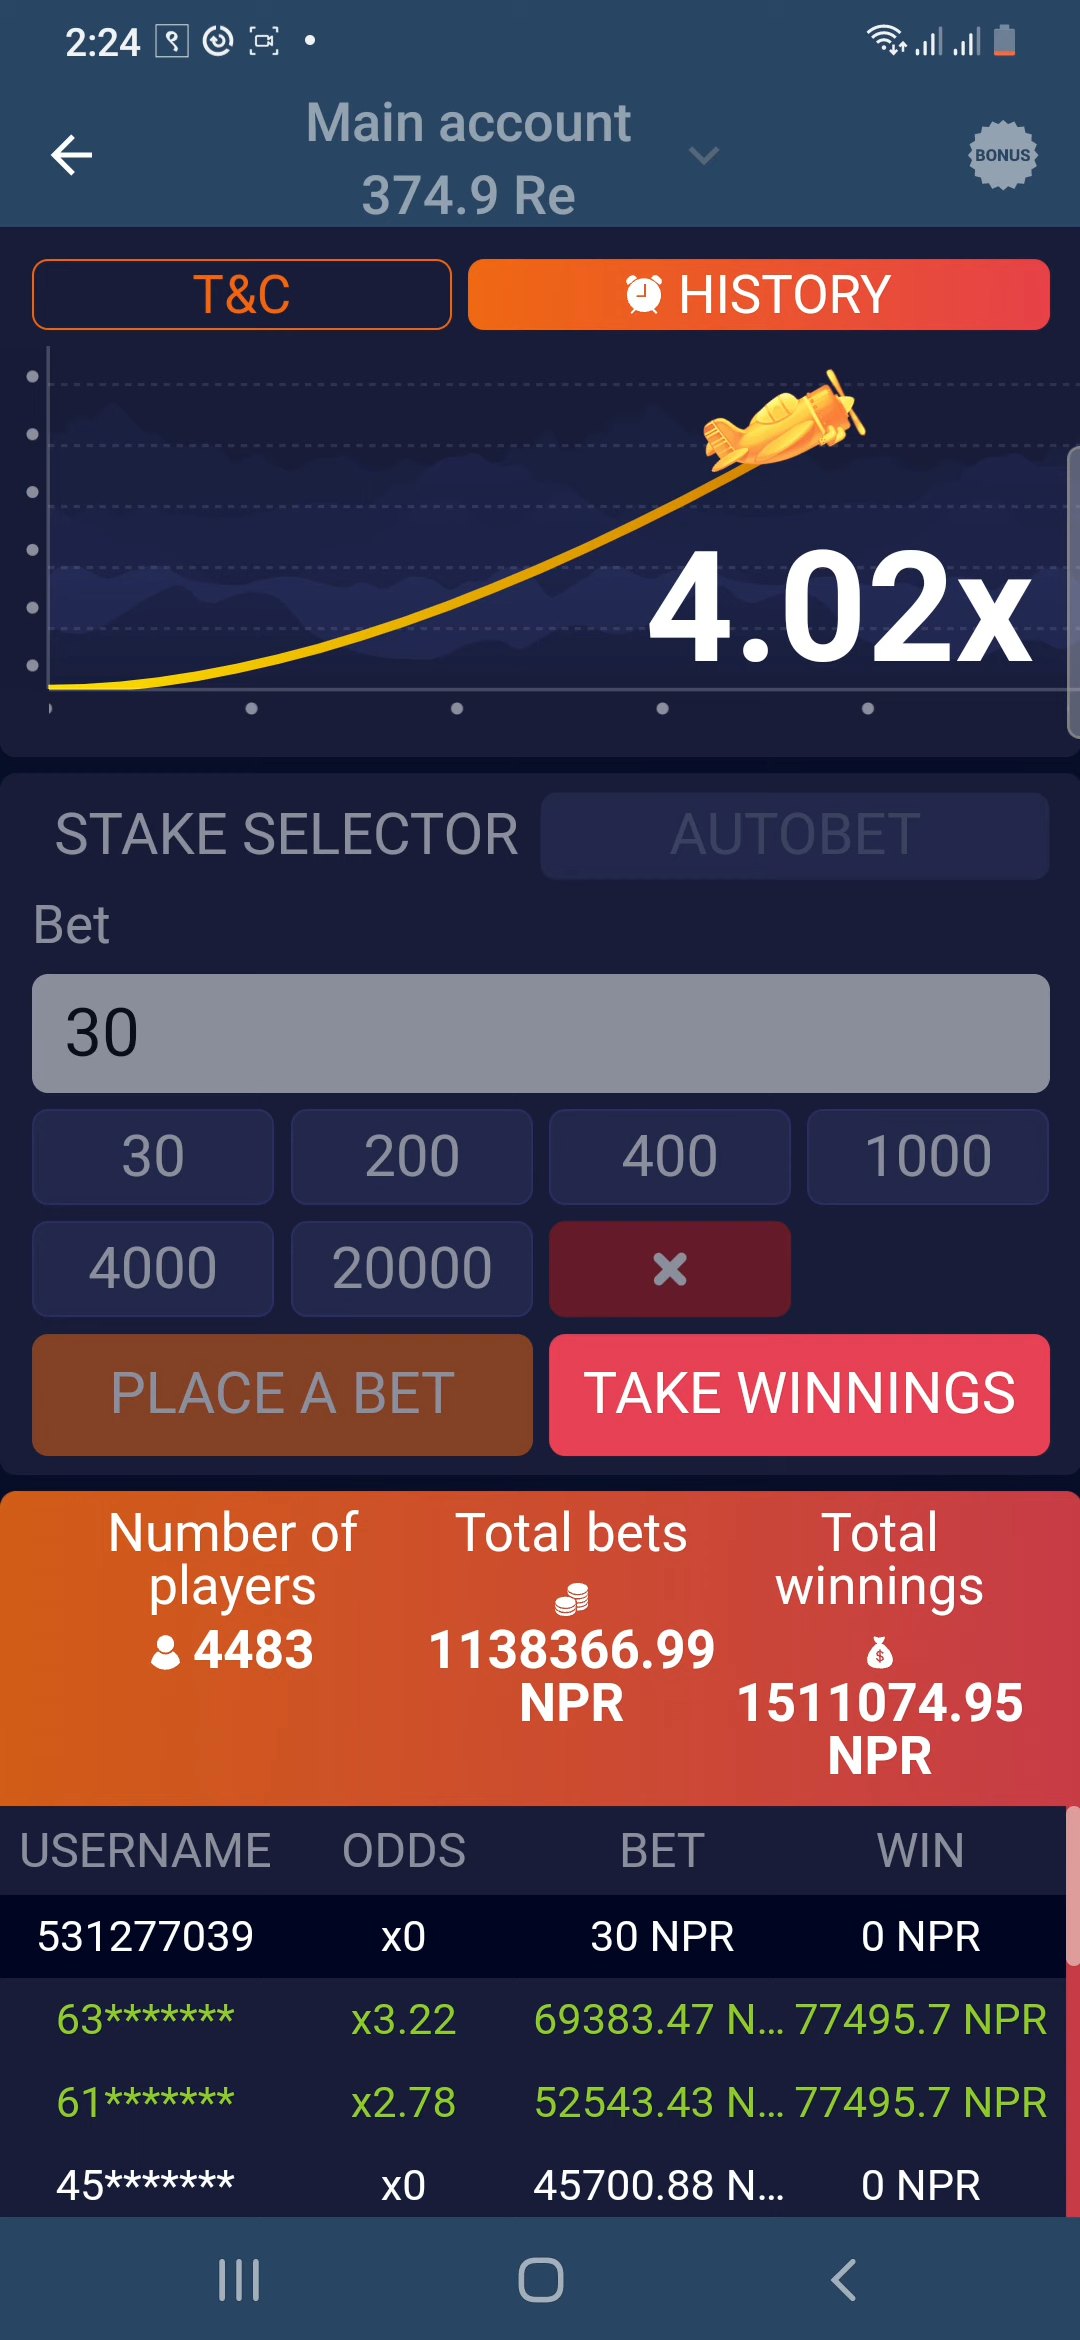 2:24
Main account
374.9 Re
BONUS
T&C
HISTORY
4.02x
STAKE SELECTOR
AUTOBET
Bet
30
30 200 400 1000
4000 20000
PLACE A BET
TAKE WINNINGS
Number of
players
4483
Total bets
1138366.99
NPR
Total
winnings
1511074.95
NPR
USERNAME ODDS BET WIN
531277039 x0 30 NPR 0 NPR
63******* x3.22 69383.47 N... 77495.7 NPR
61******* x2.78 52543.43 N... 77495.7 NPR
45******* x0 45700.88 N... 0 NPR